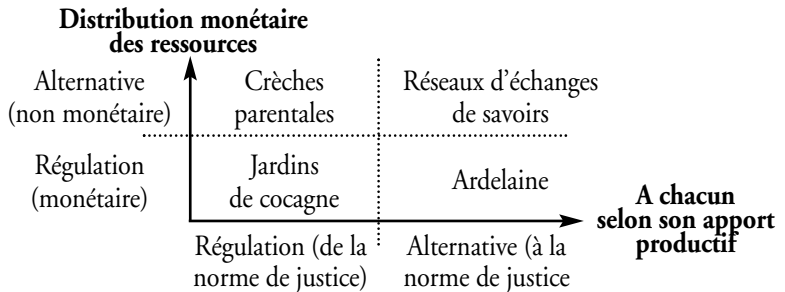 Distribution monétaire
des ressources
Alternative
(non monétaire)
Crèches
parentales
Réseaux d'échanges
de savoirs
Régulation
(monétaire)
Jardins
de cocagne
Ardelaine
A chacun
selon son apport
productif
Régulation (de la
norme de justice)
Alternative (à la
norme de justice